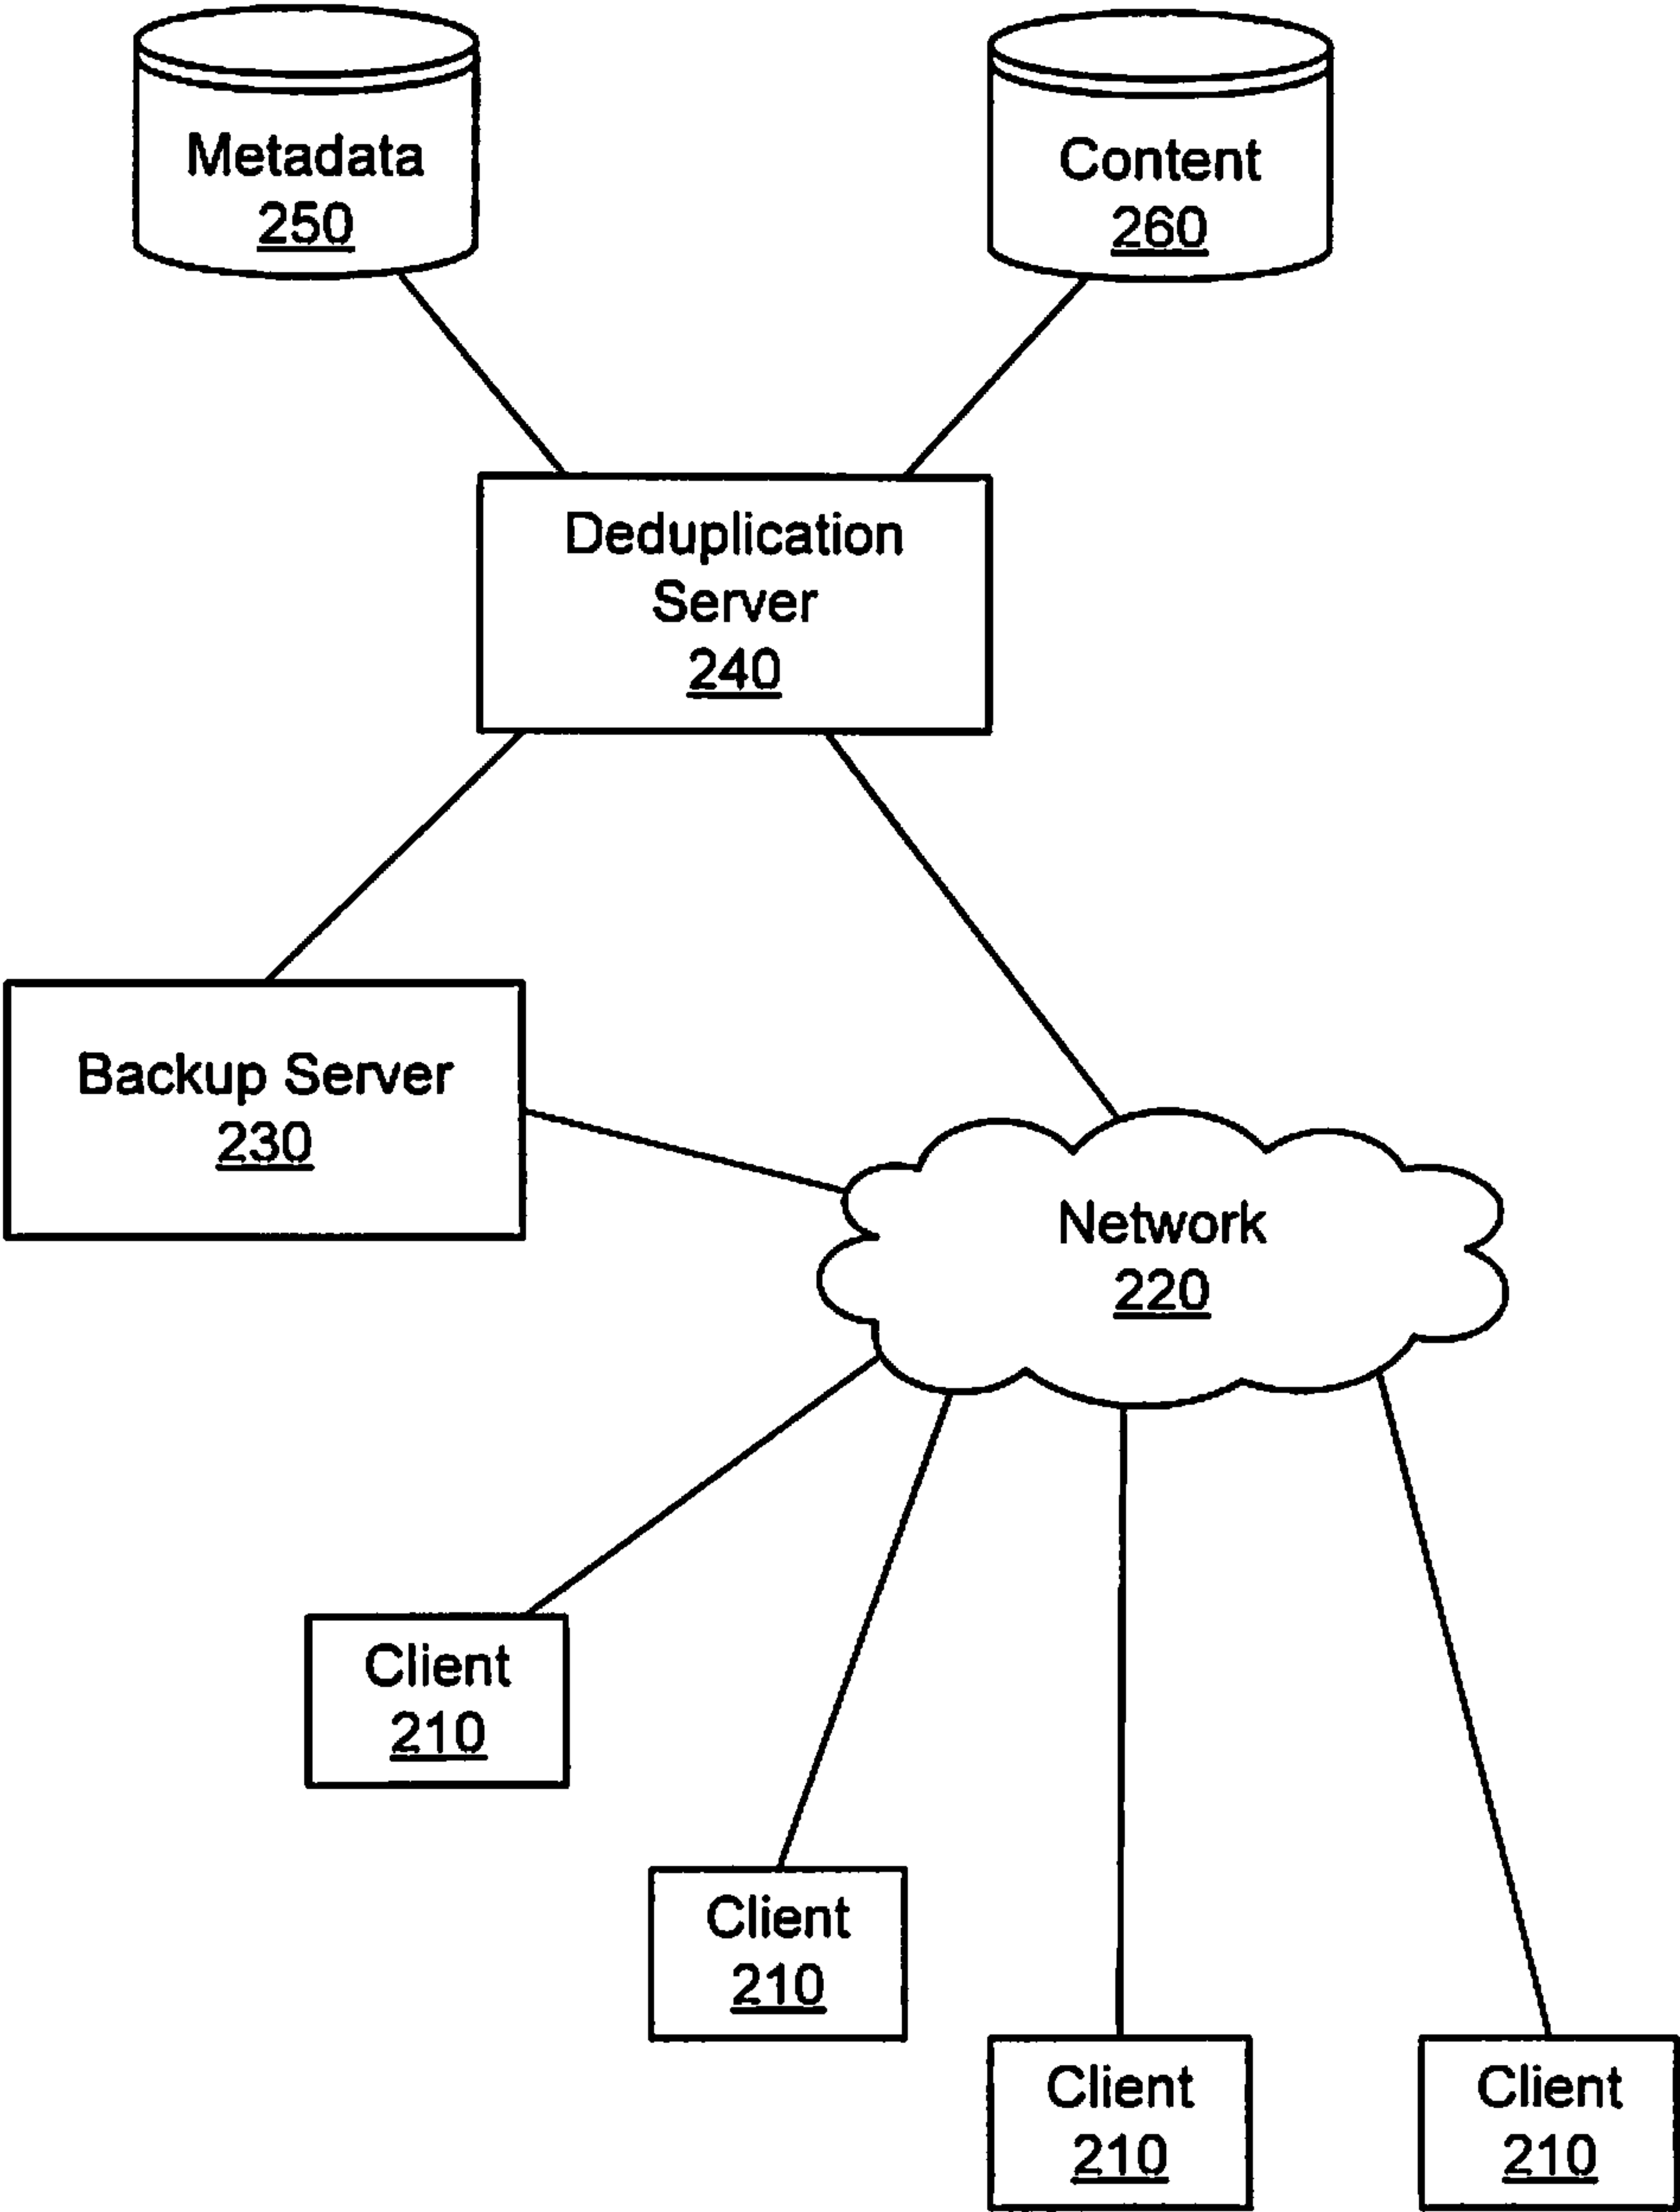 Metadata
250
Content
260
Deduplication
Server
240
Backup Server
230
Network
220
Client
210
Client
210
Client
210
Client
210